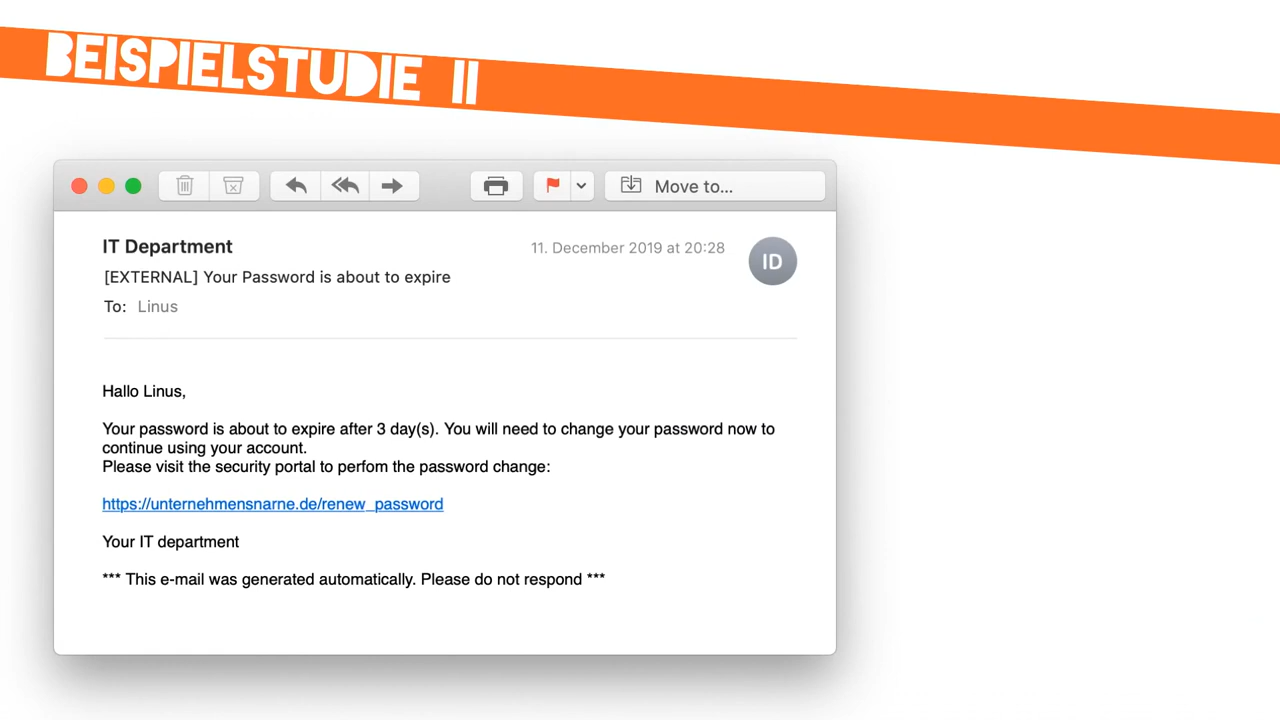 BEISPIELSTUDIE II
Move to...
IT Department
11. December 2019 at 20:28
ID
[EXTERNAL] Your Password is about to expire
To: Linus
Hallo Linus,
Your password is about to expire after 3 day(s). You will need to change your password now to
continue using your account.
Please visit the security portal to perfom the password change:
https://unternehmensnarne.de/renew_password
Your IT department
*** This e-mail was generated automatically. Please do not respond ***